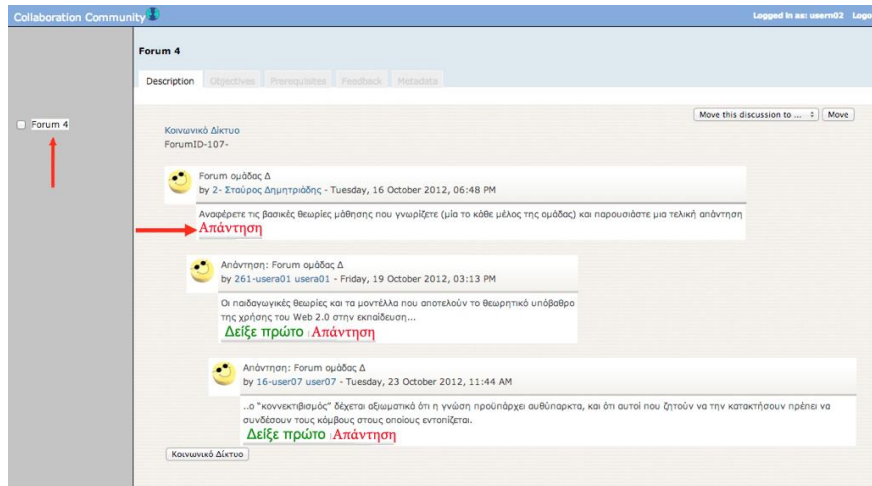 Collaboration Community
Logged in as: usern02 Logo
Forum 4
Description Objectives Prerequisites Feedback Metadata
Move this discussion to ... Move
Forum 4
Κοινωνικό Δίκτυο
ForumID-107-
Forum ομάδας Δ
by 2- Σταύρος Δημητριάδης - Tuesday, 16 October 2012, 06:48 PM
Αναφέρετε τις βασικές θεωρίες μάθησης που γνωρίζετε (μία το κάθε μέλος της ομάδας) και παρουσιάστε μια τελική απάντηση
Απάντηση
Απάντηση: Forum ομάδας Δ
by 261-usera01 usera01 - Friday, 19 October 2012, 03:13 PM
Οι παιδαγωγικές θεωρίες και τα μοντέλλα που αποτελούν το θεωρητικό υπόβαθρο
της χρήσης του Web 2.0 στην εκπαίδευση...
Δείξε πρώτο Απάντηση
Απάντηση: Forum ομάδας Δ
by 16-user07 user07 - Tuesday, 23 October 2012, 11:44 AM
..ο "κοννεκτιβισμός" δέχεται αξιωματικά ότι η γνώση προϋπάρχει αυθύπαρκτα, και ότι αυτοί που ζητούν να την κατακτήσουν πρέπει να
συνδέσουν τους κόμβους στους οποίους εντοπίζεται.
Δείξε πρώτο Απάντηση
Κοινωνικό Δίκτυο